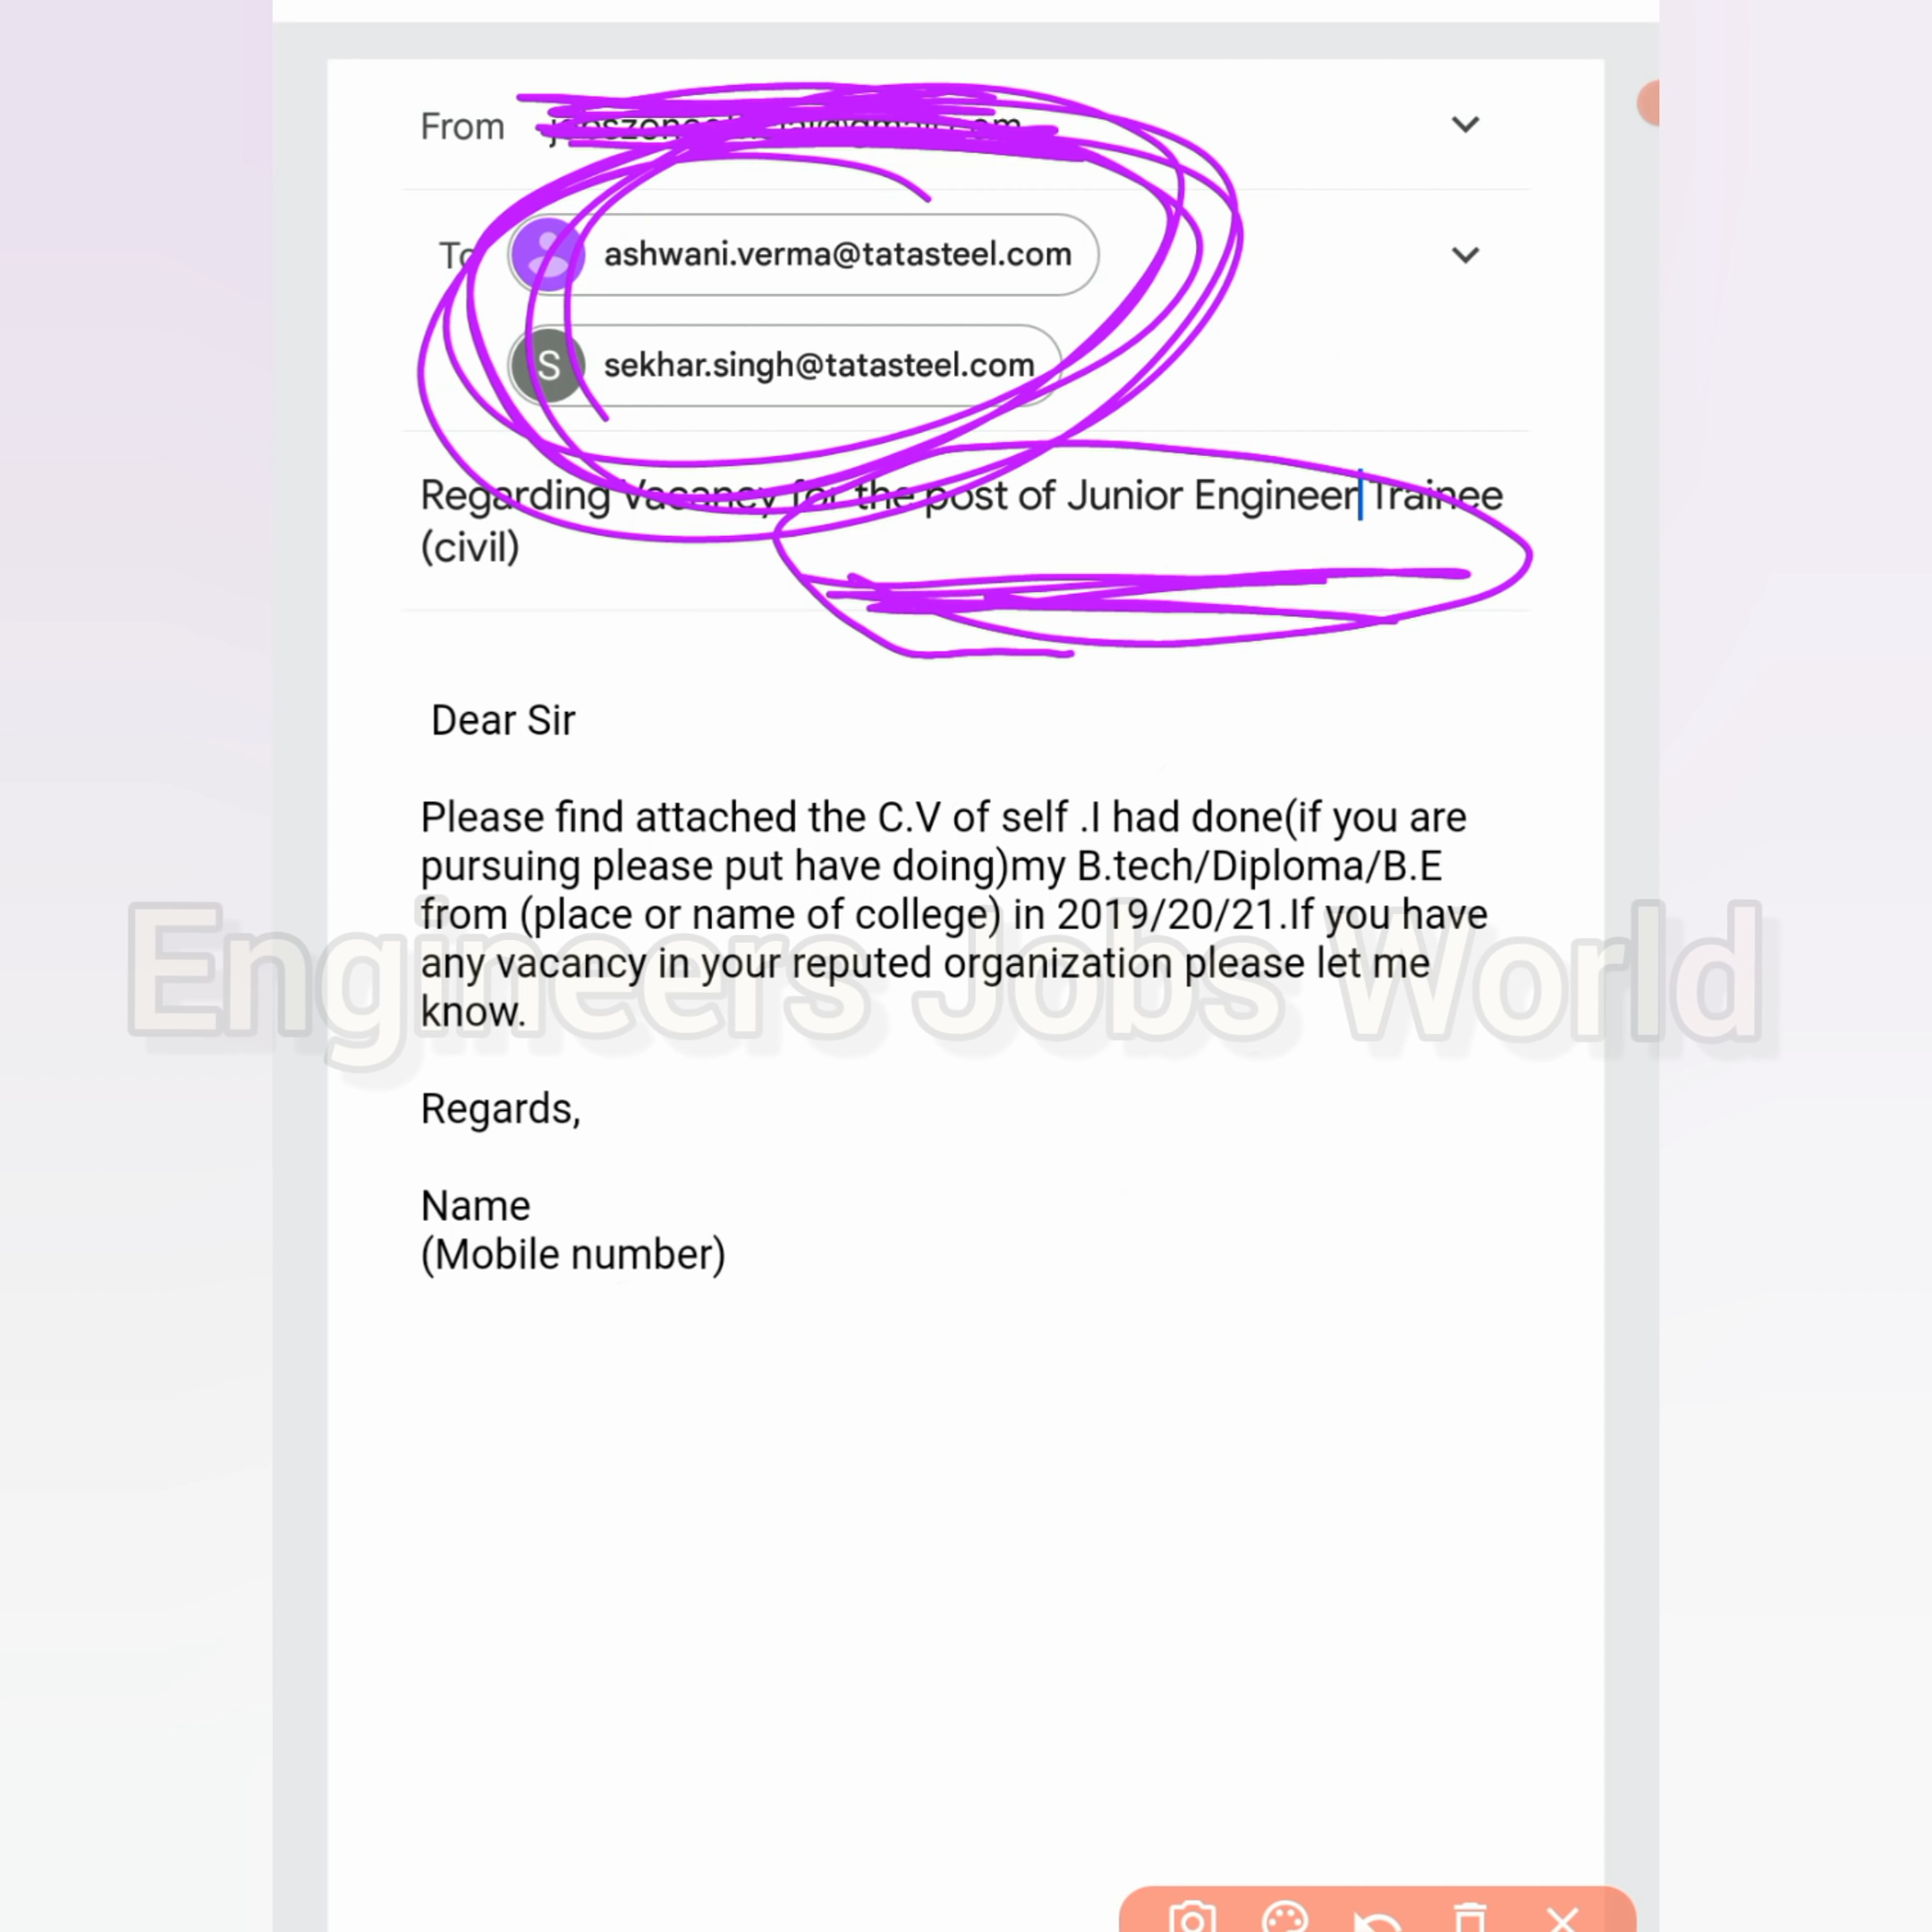 From
To
ashwani.verma@tatasteel.com
S
sekhar.singh@tatasteel.com
Regarding Vacancy for the post of Junior Engineer Trainee
(civil)
Dear Sir
Please find attached the C.V of self .I had done(if you are
pursuing please put have doing)my B.tech/Diploma/B.E
from (place or name of college) in 2019/20/21.If you have
any vacancy in your reputed organization please let me
know.
Engineers Jobs World
Regards,
Name
(Mobile number)